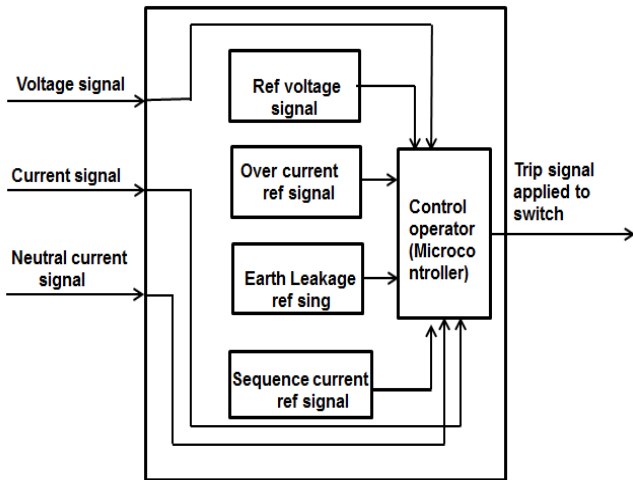 Voltage signal
Current signal
Neutral current
signal
Ref voltage
signal
Over current
ref signal
Earth Leakage
ref sing
Sequence current
ref signal
Control
operator
(Microco
ntroller)
Trip signal
applied to
switch